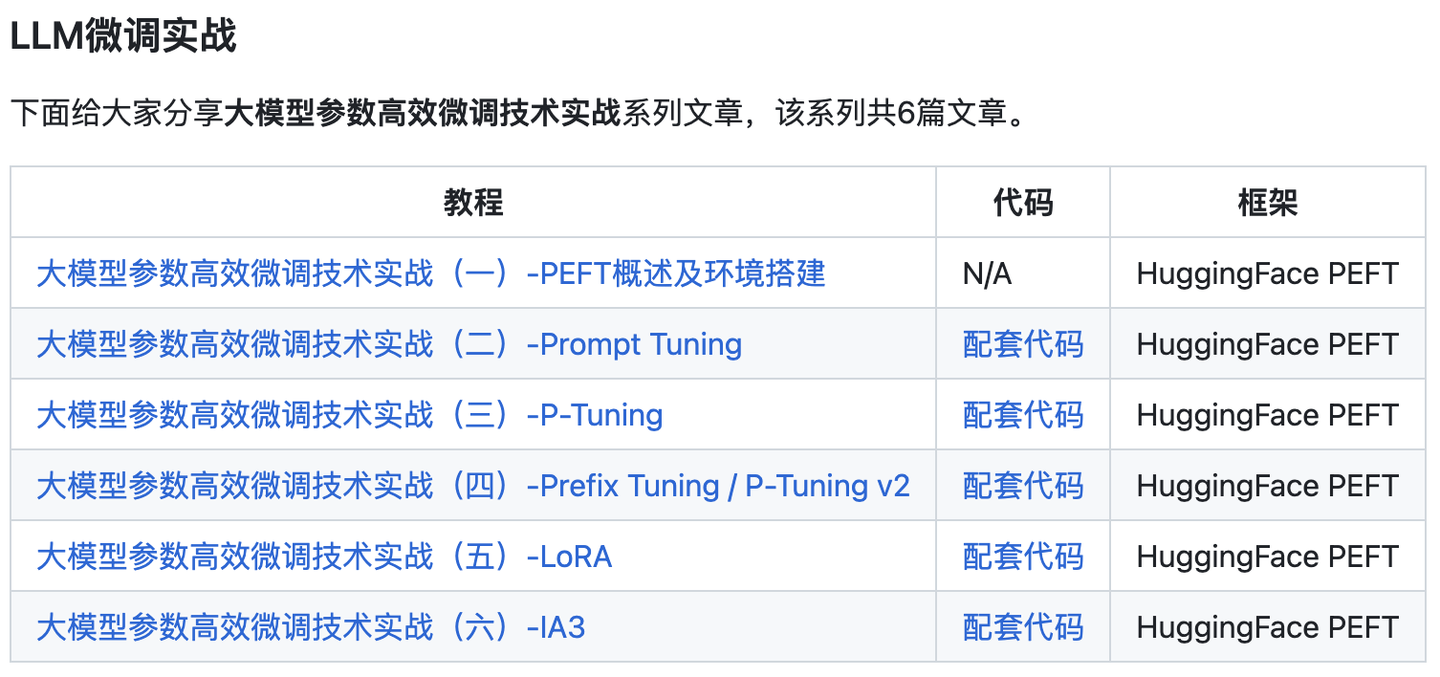 LLM微调实战
下面给大家分享大模型参数高效微调技术实战系列文章，该系列共6篇文章。
教程 代码 框架
大模型参数高效微调技术实战（一）-PEFT概述及环境搭建 N/A HuggingFace PEFT
大模型参数高效微调技术实战（二）-Prompt Tuning 配套代码 HuggingFace PEFT
大模型参数高效微调技术实战（三）-P-Tuning 配套代码 HuggingFace PEFT
大模型参数高效微调技术实战（四）-Prefix Tuning / P-Tuning v2 配套代码 HuggingFace PEFT
大模型参数高效微调技术实战（五）-LoRA 配套代码 HuggingFace PEFT
大模型参数高效微调技术实战（六）-IA3 配套代码 HuggingFace PEFT